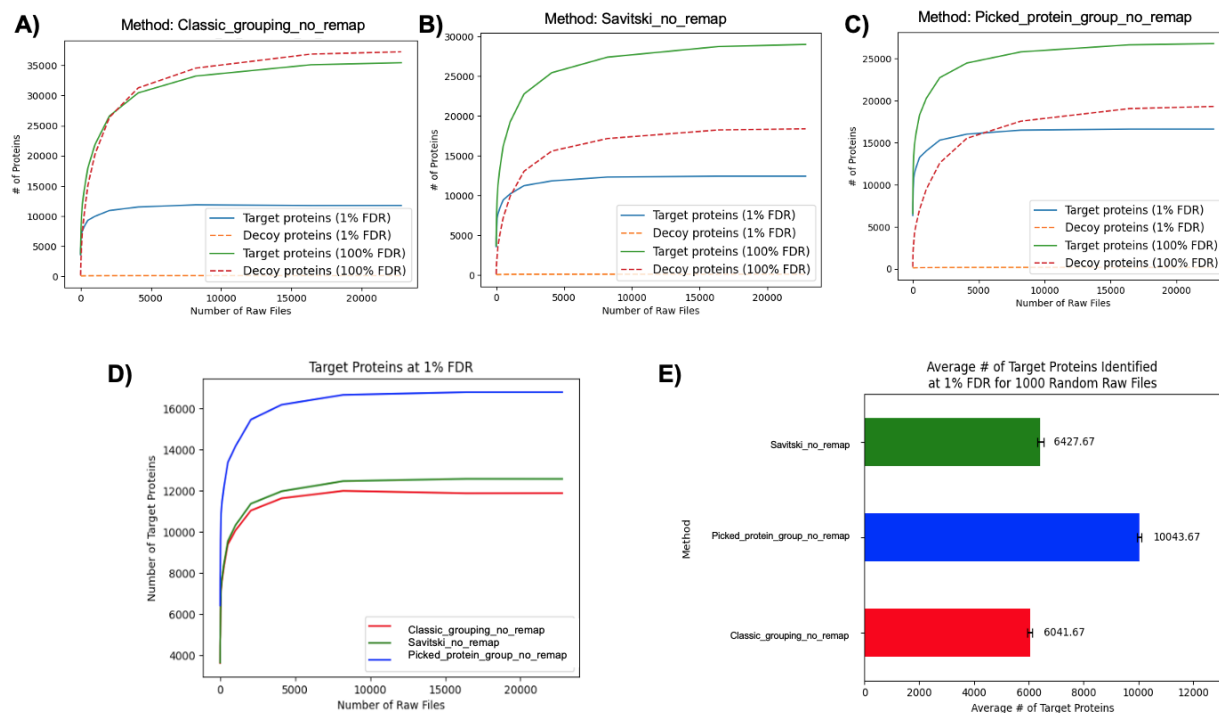 A)
Method: Classic_grouping_no_remap
# of Proteins
35000
30000
25000
20000
15000
10000
5000
0
Target proteins (1% FDR)
Decoy proteins (1% FDR)
Target proteins (100% FDR)
Decoy proteins (100% FDR)
0 5000 10000 15000 20000
Number of Raw Files
B)
Method: Savitski_no_remap
# of Proteins
30000
25000
20000
15000
10000
5000
0
Target proteins (1% FDR)
Decoy proteins (1% FDR)
Target proteins (100% FDR)
Decoy proteins (100% FDR)
0 5000 10000 15000 20000
Number of Raw Files
C)
Method: Picked_protein_group_no_remap
# of Proteins
25000
20000
15000
10000
5000
0
Target proteins (1% FDR)
Decoy proteins (1% FDR)
Target proteins (100% FDR)
Decoy proteins (100% FDR)
0 5000 10000 15000 20000
Number of Raw Files
D)
Target Proteins at 1% FDR
Number of Target Proteins
16000
14000
12000
10000
8000
6000
4000
Classic_grouping_no_remap
Savitski_no_remap
Picked_protein_group_no_remap
0 5000 10000 15000 20000
Number of Raw Files
E)
Average # of Target Proteins Identified
at 1% FDR for 1000 Random Raw Files
Method
Savitski_no_remap
6427.67
Picked_protein_group_no_remap
10043.67
Classic_grouping_no_remap
6041.67
0 2000 4000 6000 8000 10000 12000
Average # of Target Proteins